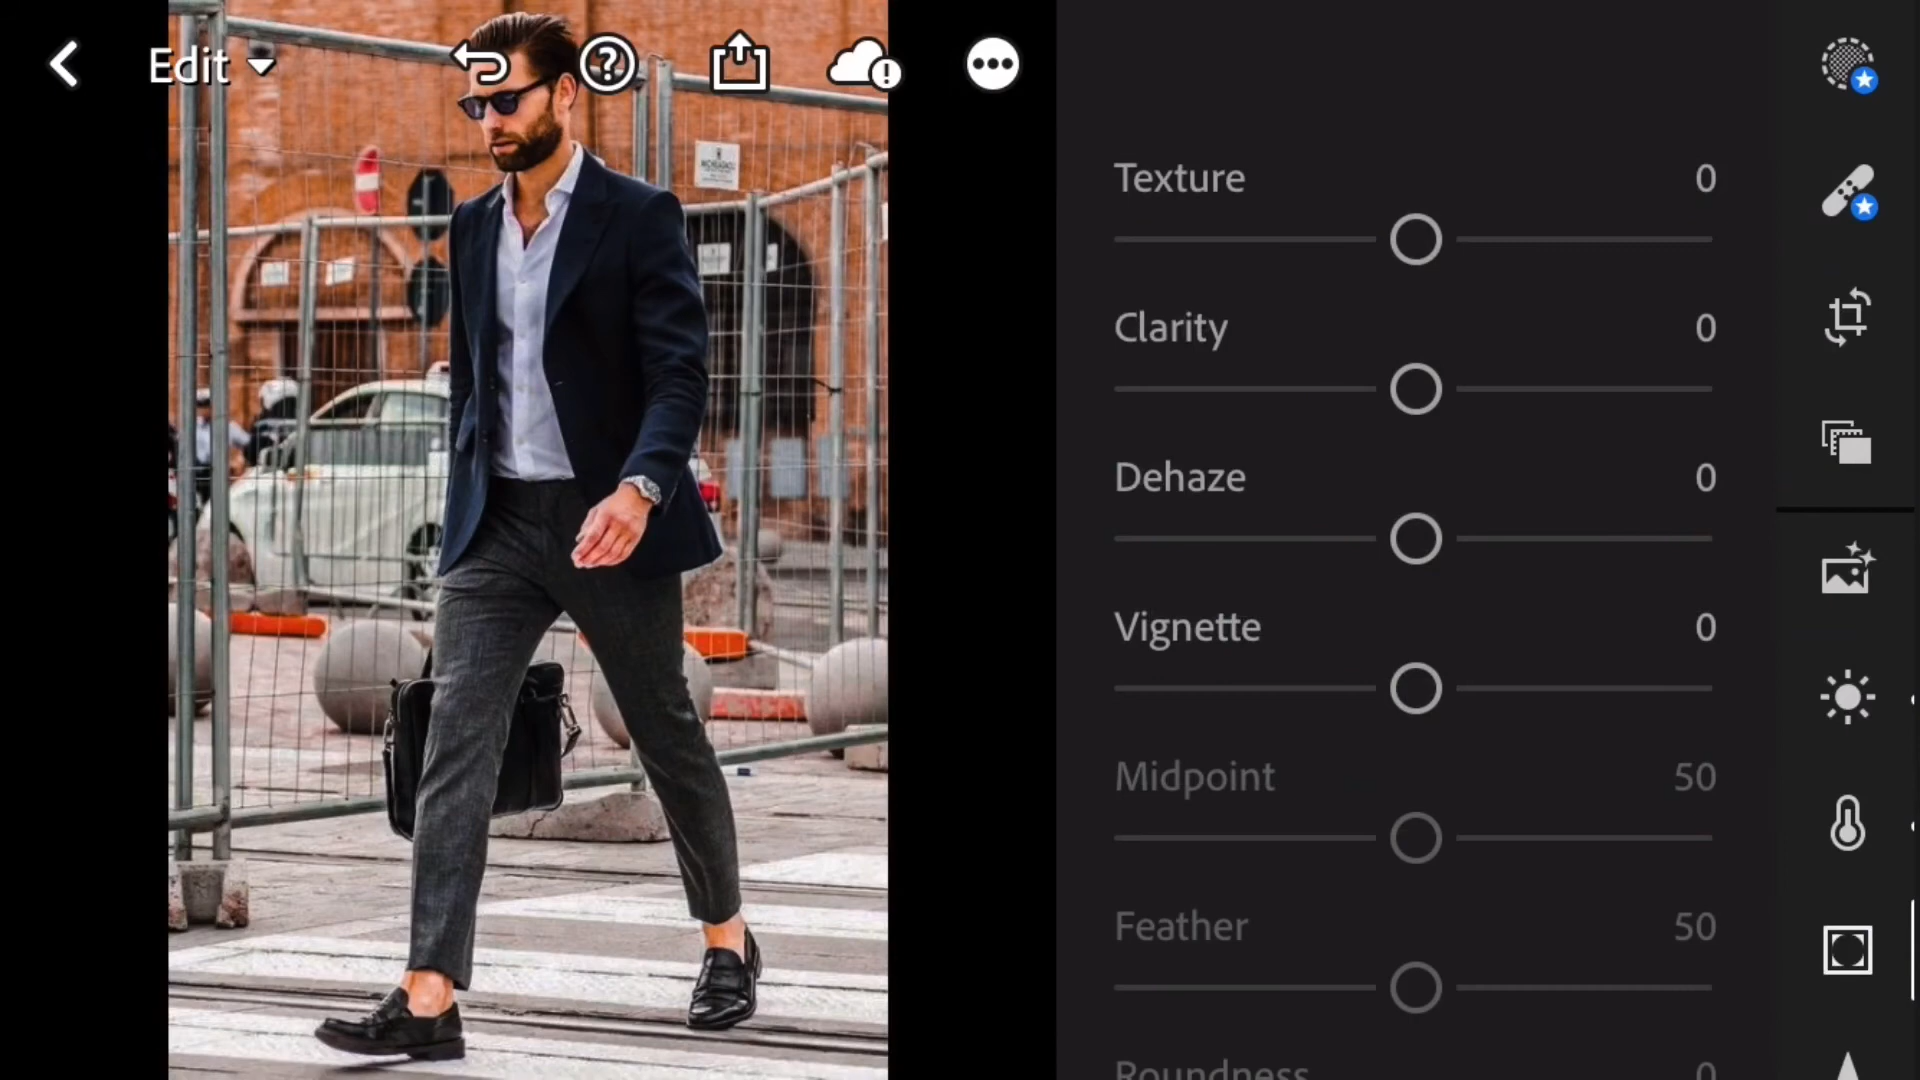 Edit
Texture 0
Clarity 0
Dehaze 0
Vignette 0
Midpoint 50
Feather 50
Roundness 0